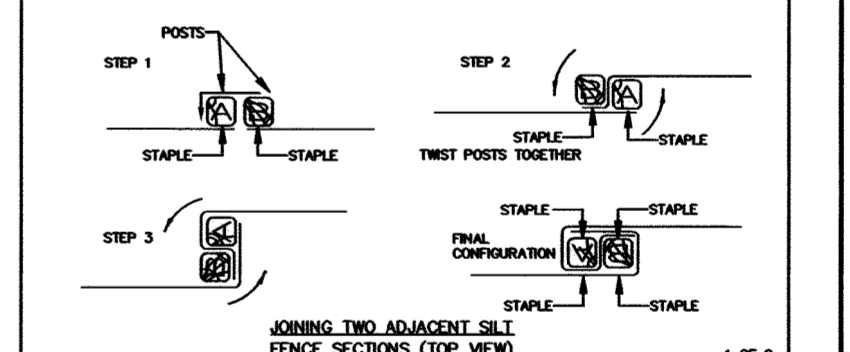 POSTS
STEP 1
A B
STAPLE STAPLE
STEP 2
B A
STAPLE STAPLE
TWIST POSTS TOGETHER
STEP 3
A
B
STAPLE STAPLE
FINAL
CONFIGURATION
A B
STAPLE STAPLE
JOINING TWO ADJACENT SILT
FENCE SECTIONS (TOP VIEW)